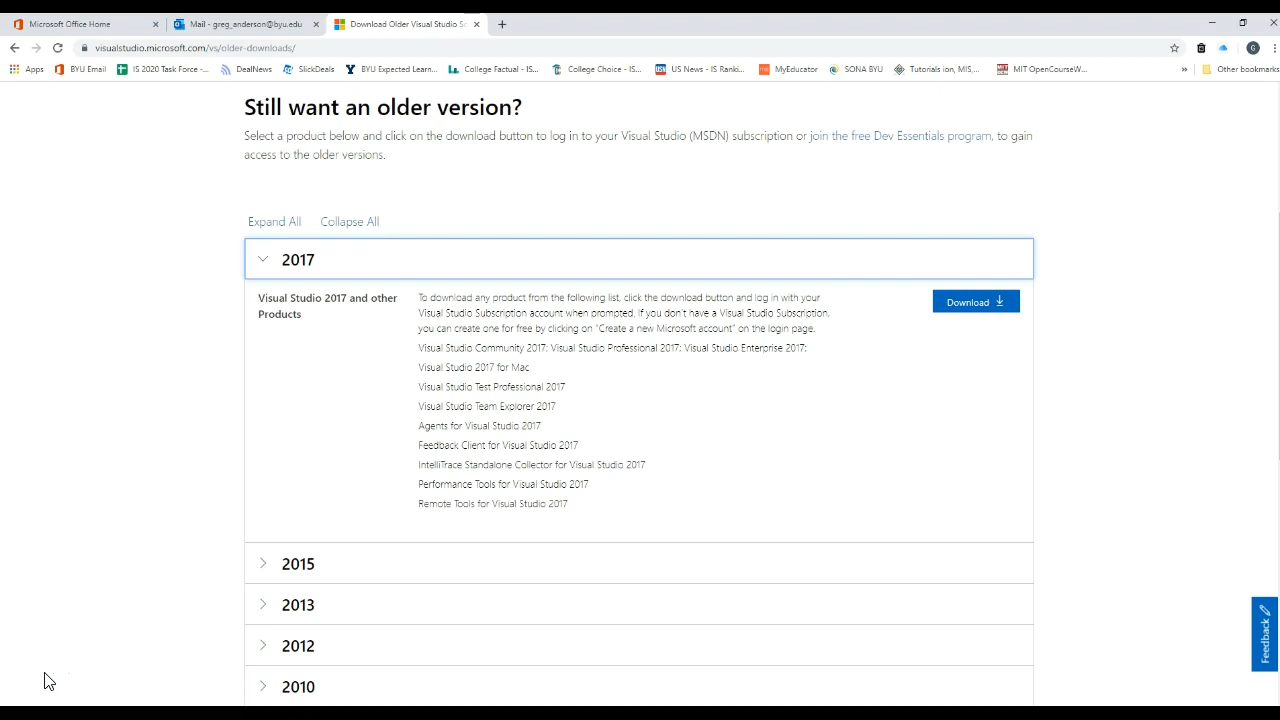 Microsoft Office Home
Mail - greg_anderson@byu.edu
Download Older Visual Studio So
visualstudio.microsoft.com/vs/older-downloads/
G
Apps
BYU Email
IS 2020 Task Force -...
DealNews
SlickDeals
BYU Expected Learn...
College Factual - IS...
College Choice - IS...
US News - IS Ranki...
MyEducator
SONA BYU
Tutorials ion, MIS,...
MIT OpenCourseW...
»
Other bookmarks
Still want an older version?
Select a product below and click on the download button to log in to your Visual Studio (MSDN) subscription or join the free Dev Essentials program, to gain
access to the older versions.
Expand All
Collapse All
2017
Visual Studio 2017 and other
Products
To download any product from the following list, click the download button and log in with your
Visual Studio Subscription account when prompted. If you don't have a Visual Studio Subscription,
you can create one for free by clicking on "Create a new Microsoft account" on the login page.
Download
Visual Studio Community 2017; Visual Studio Professional 2017; Visual Studio Enterprise 2017;
Visual Studio 2017 for Mac
Visual Studio Test Professional 2017
Visual Studio Team Explorer 2017
Agents for Visual Studio 2017
Feedback Client for Visual Studio 2017
IntelliTrace Standalone Collector for Visual Studio 2017
Performance Tools for Visual Studio 2017
Remote Tools for Visual Studio 2017
2015
2013
2012
2010
Feedback